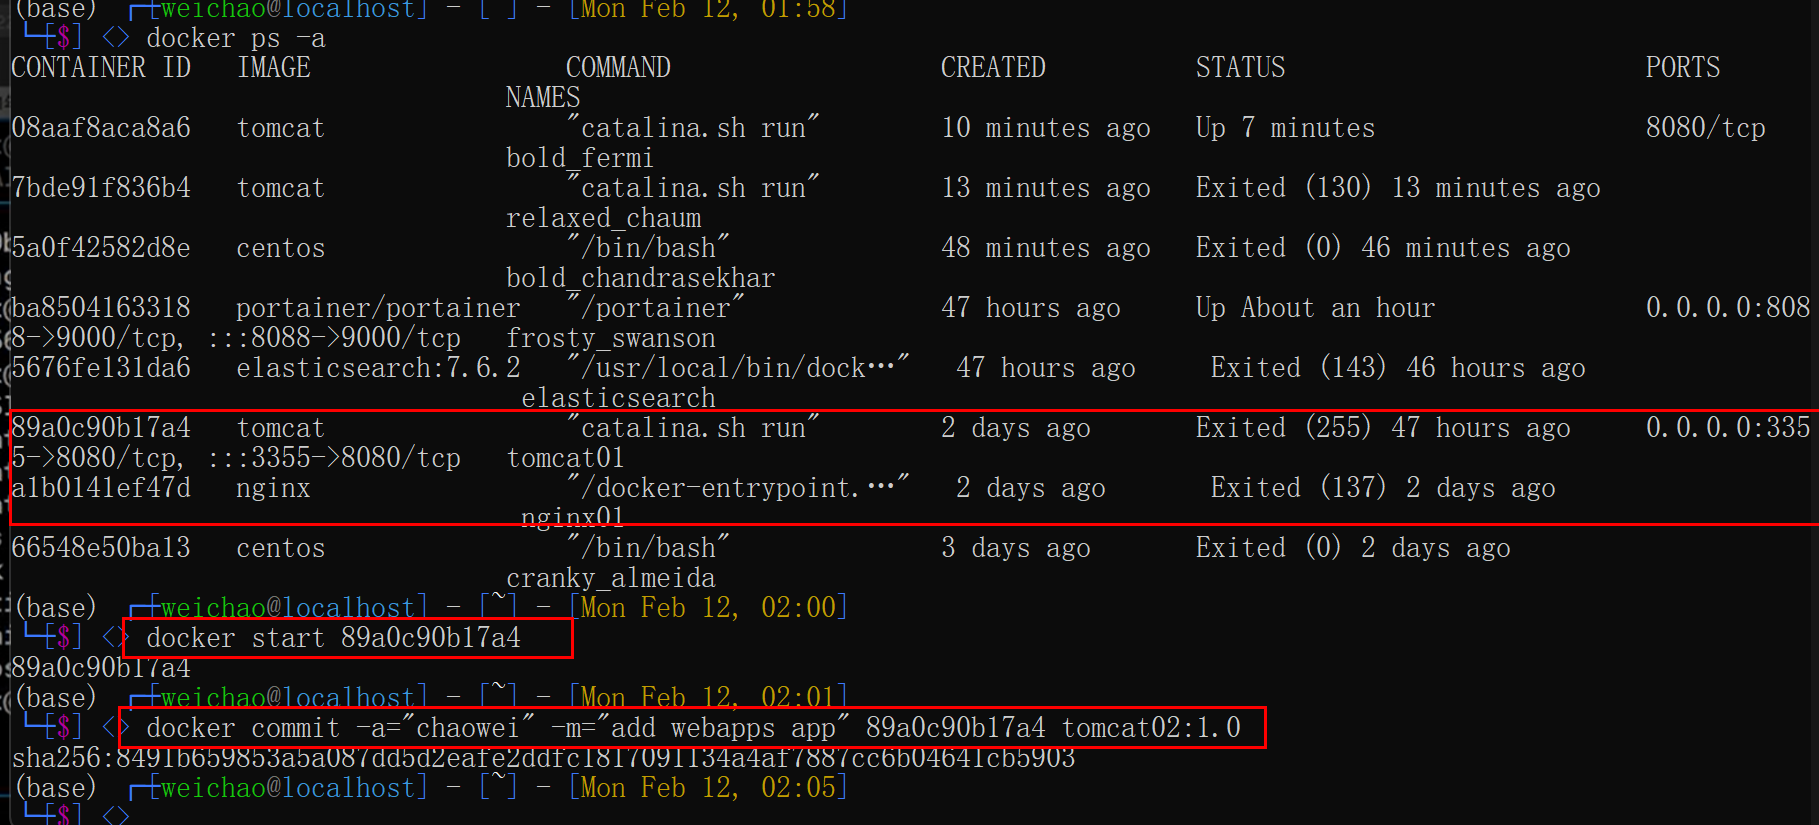 (base) ┌─[weichao@localhost] - [ ] - [Mon Feb 12, 01:58]
└─[$] <> docker ps -a
CONTAINER ID IMAGE COMMAND CREATED STATUS PORTS
NAMES
08aaf8aca8a6 tomcat "catalina.sh run" 10 minutes ago Up 7 minutes 8080/tcp
bold_fermi
7bde91f836b4 tomcat "catalina.sh run" 13 minutes ago Exited (130) 13 minutes ago
relaxed_chaum
5a0f42582d8e centos "/bin/bash" 48 minutes ago Exited (0) 46 minutes ago
bold_chandrasekhar
ba8504163318 portainer/portainer "/portainer" 47 hours ago Up About an hour 0.0.0.0:808
8->9000/tcp, :::8088->9000/tcp frosty_swanson
5676fe131da6 elasticsearch:7.6.2 "/usr/local/bin/dock…" 47 hours ago Exited (143) 46 hours ago
elasticsearch
89a0c90b17a4 tomcat "catalina.sh run" 2 days ago Exited (255) 47 hours ago 0.0.0.0:335
5->8080/tcp, :::3355->8080/tcp tomcat01
a1b0141ef47d nginx "/docker-entrypoint.…" 2 days ago Exited (137) 2 days ago
nginx01
66548e50ba13 centos "/bin/bash" 3 days ago Exited (0) 2 days ago
cranky_almeida
(base) ┌─[weichao@localhost] - [~] - [Mon Feb 12, 02:00]
└─[$] <> docker start 89a0c90b17a4
89a0c90b17a4
(base) ┌─[weichao@localhost] - [~] - [Mon Feb 12, 02:01]
└─[$] <> docker commit -a="chaowei" -m="add webapps app" 89a0c90b17a4 tomcat02:1.0
sha256:8491b659853a5a087dd5d2eafe2ddfc1817091134a4af7887cc6b04641cb5903
(base) ┌─[weichao@localhost] - [~] - [Mon Feb 12, 02:05]
└─[$] <>